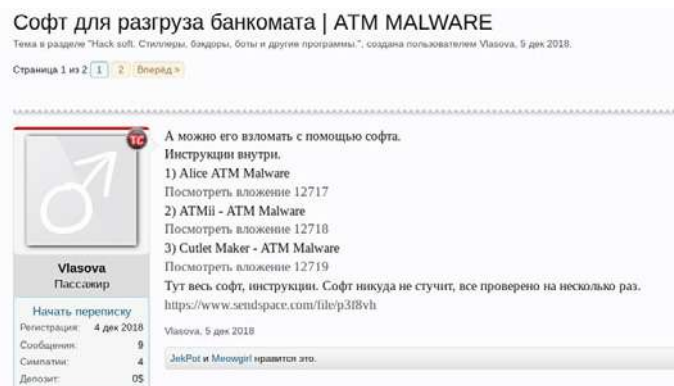 Софт для разгруза банкомата | ATM MALWARE
Тема в разделе "Hack soft. Стиллеры, бэкдоры, боты и другие программы.", создана пользователем Vlasova, 5 дек 2018.
Страница 1 из 2 1 2 Вперёд >
TC
А можно его взломать с помощью софта.
Инструкции внутри.
1) Alice ATM Malware
Посмотреть вложение 12717
2) ATMii - ATM Malware
Посмотреть вложение 12718
3) Cutlet Maker - ATM Malware
Посмотреть вложение 12719
Тут весь софт, инструкции. Софт никуда не стучит, все проверено на несколько раз.
https://www.sendspace.com/file/p3f8vh
Vlasova, 5 дек 2018
JekPot и Meowgirl нравится это.
Vlasova
Пассажир
Начать переписку
Регистрация: 4 дек 2018
Сообщения: 9
Симпатии: 4
Депозит: 0$